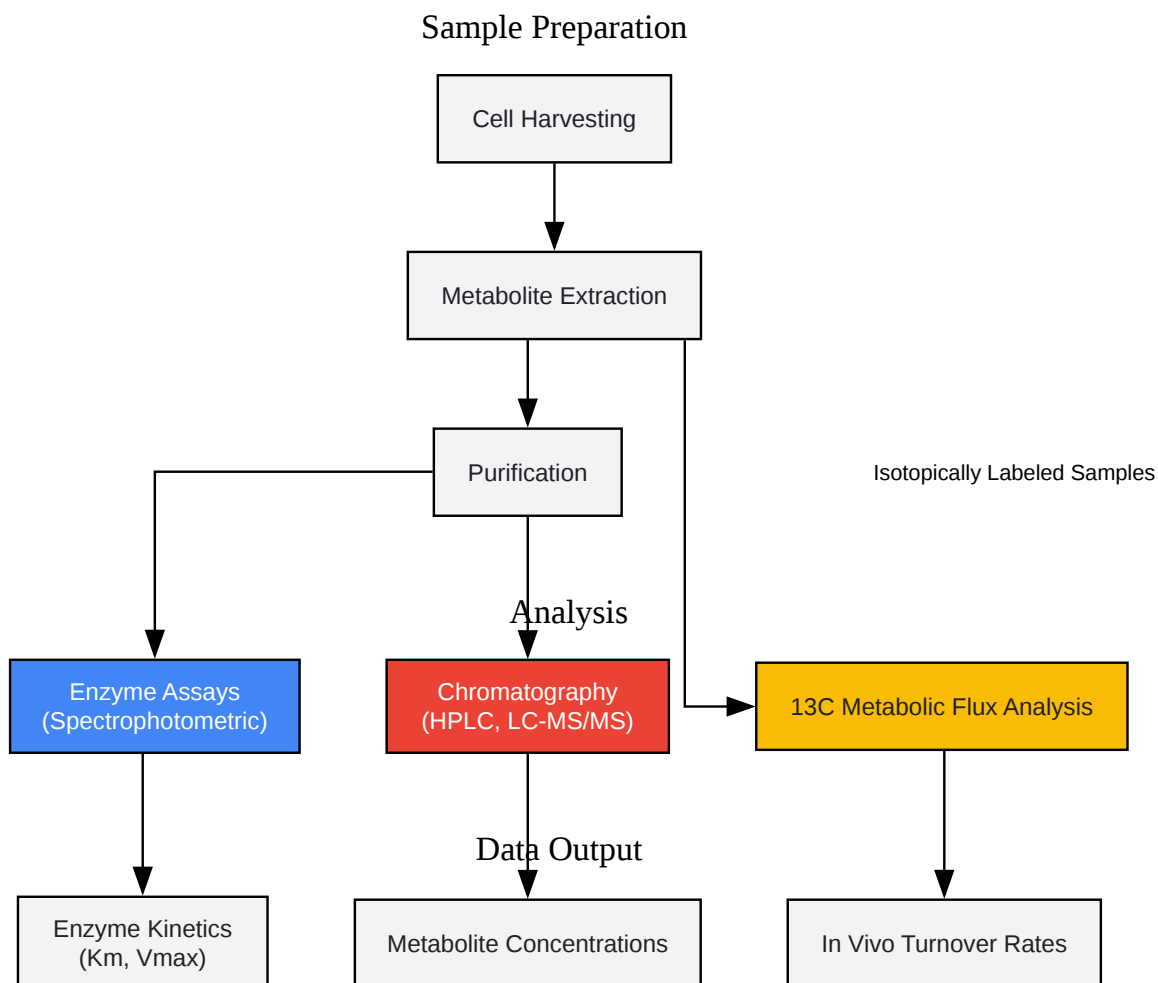 Sample Preparation
Cell Harvesting
Metabolite Extraction
Purification
Isotopically Labeled Samples
Analysis
Enzyme Assays
(Spectrophotometric)
Chromatography
(HPLC, LC-MS/MS)
13C Metabolic Flux Analysis
Data Output
Enzyme Kinetics
(Km, Vmax)
Metabolite Concentrations
In Vivo Turnover Rates